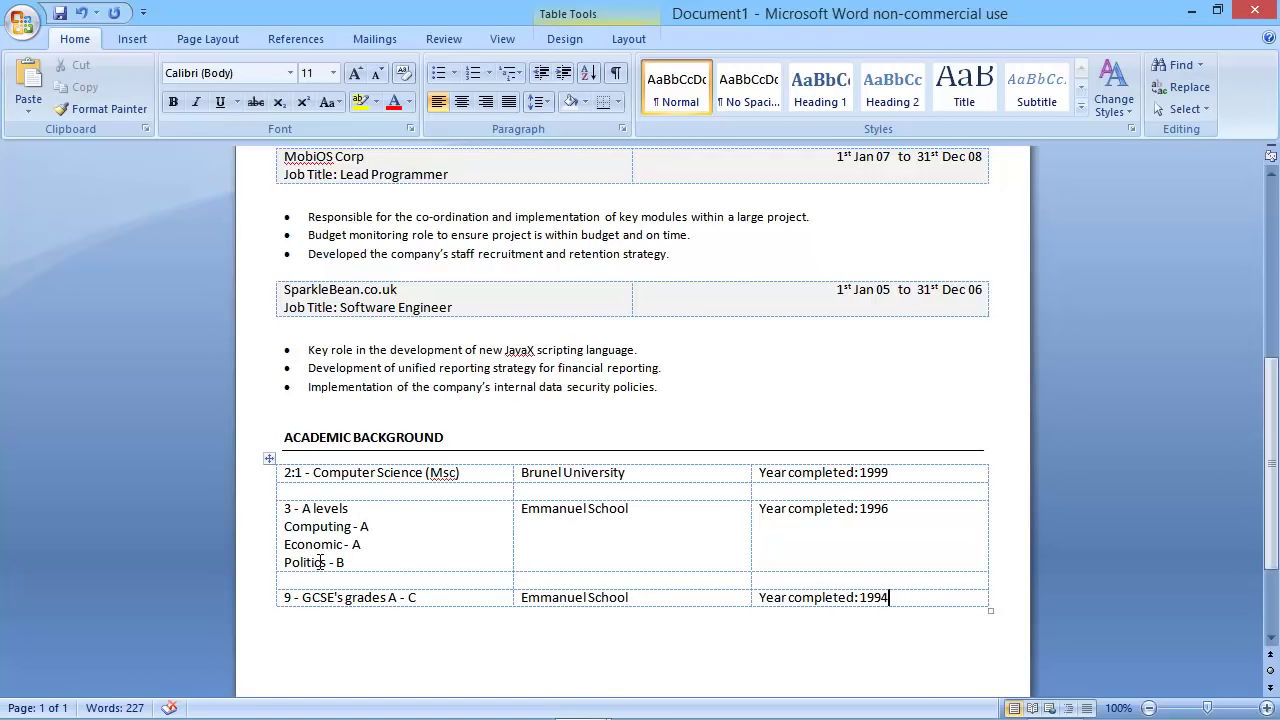 Table Tools
Document1 - Microsoft Word non-commercial use
Home Insert Page Layout References Mailings Review View Design Layout
Cut
Copy
Format Painter
Paste
Calibri (Body) 11
AaBbCcDc AaBbCcDc AaBbC AaBbCc AaB AaBbCc.
¶ Normal ¶ No Spaci... Heading 1 Heading 2 Title Subtitle
Change Styles
Find
Replace
Select
Clipboard Font Paragraph Styles Editing
MobiOS Corp 1st Jan 07 to 31st Dec 08
Job Title: Lead Programmer
• Responsible for the co-ordination and implementation of key modules within a large project.
• Budget monitoring role to ensure project is within budget and on time.
• Developed the company's staff recruitment and retention strategy.
SparkleBean.co.uk 1st Jan 05 to 31st Dec 06
Job Title: Software Engineer
• Key role in the development of new JavaX scripting language.
• Development of unified reporting strategy for financial reporting.
• Implementation of the company's internal data security policies.
ACADEMIC BACKGROUND
2:1 - Computer Science (Msc) Brunel University Year completed: 1999
3 - A levels Emmanuel School Year completed: 1996
Computing - A
Economic - A
Politics - B
9 - GCSE's grades A - C Emmanuel School Year completed: 1994
Page: 1 of 1 Words: 227 100%